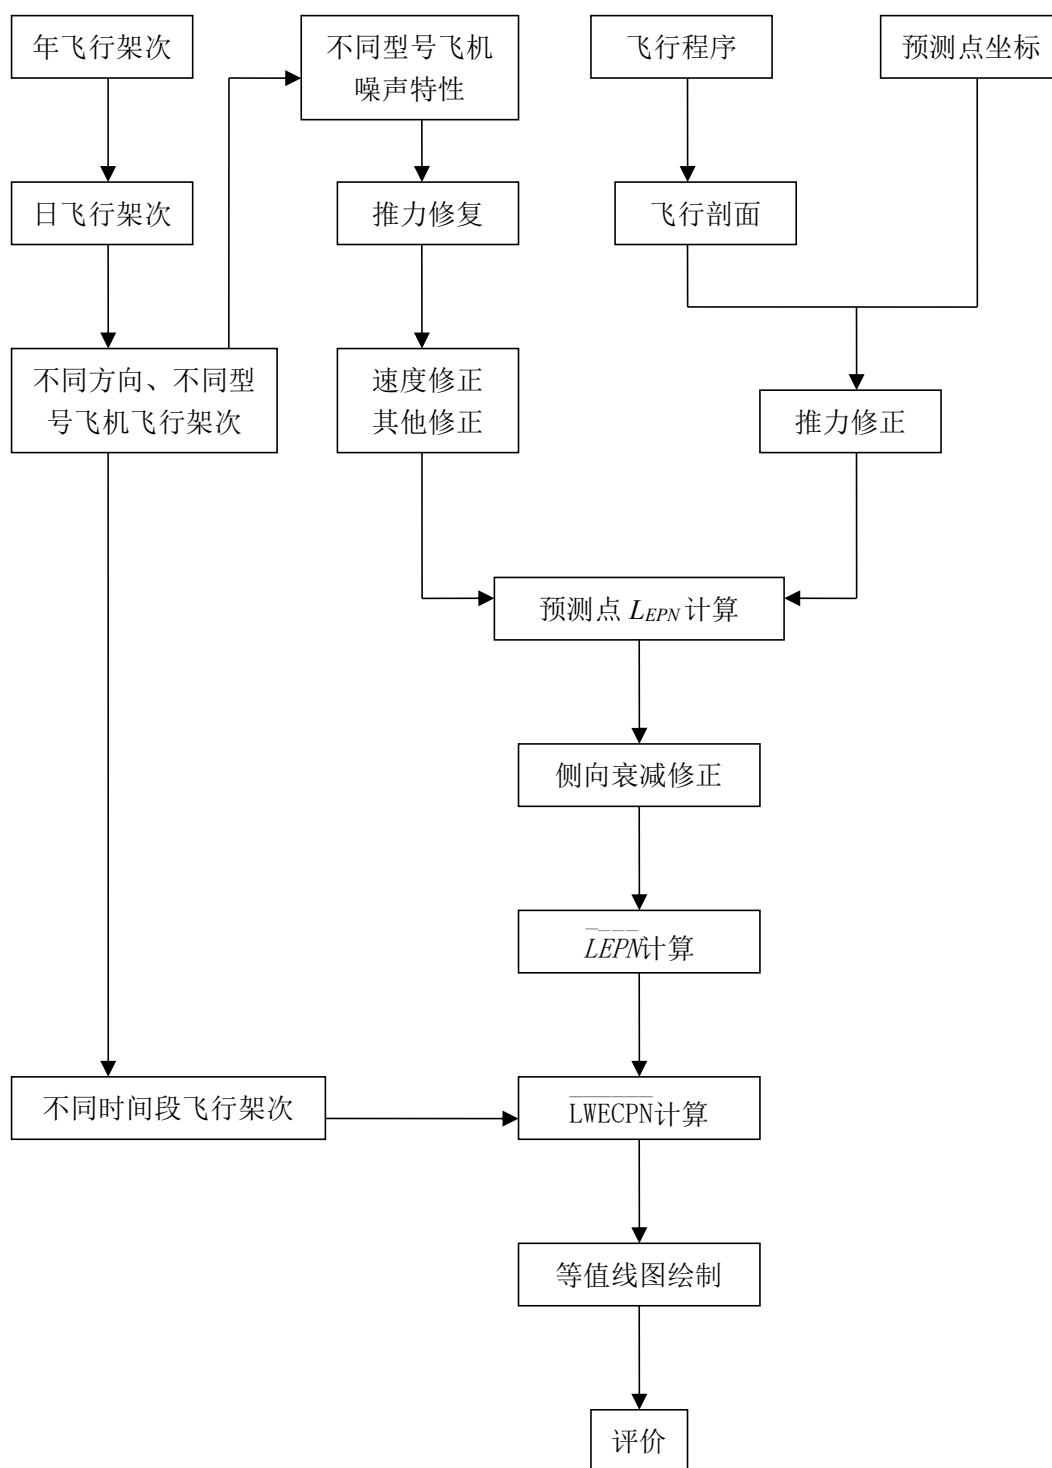 年飞行架次
不同型号飞机
噪声特性
飞行程序
预测点坐标
日飞行架次
推力修复
飞行剖面
不同方向、不同型
号飞机飞行架次
速度修正
其他修正
推力修正
预测点 LEPN 计算
侧向衰减修正
LEPN计算
不同时间段飞行架次
LWECPN计算
等值线图绘制
评价